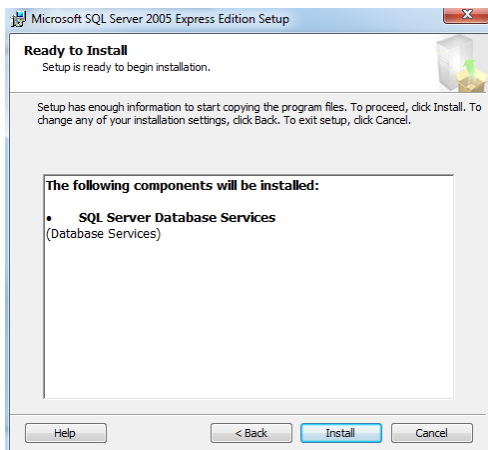 Microsoft SQL Server 2005 Express Edition Setup
Ready to Install
Setup is ready to begin installation.
Setup has enough information to start copying the program files. To proceed, click Install. To
change any of your installation settings, click Back. To exit setup, click Cancel.
The following components will be installed:
• SQL Server Database Services
(Database Services)
Help < Back Install Cancel